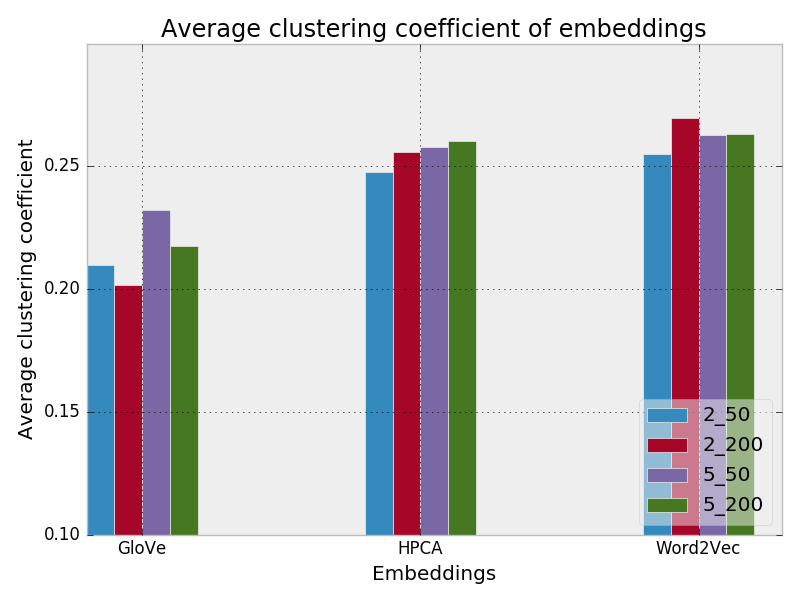 Average clustering coefficient of embeddings
Average clustering coefficient
0.25
0.20
0.15
0.10
GloVe
HPCA
Word2Vec
Embeddings
2_50
2_200
5_50
5_200